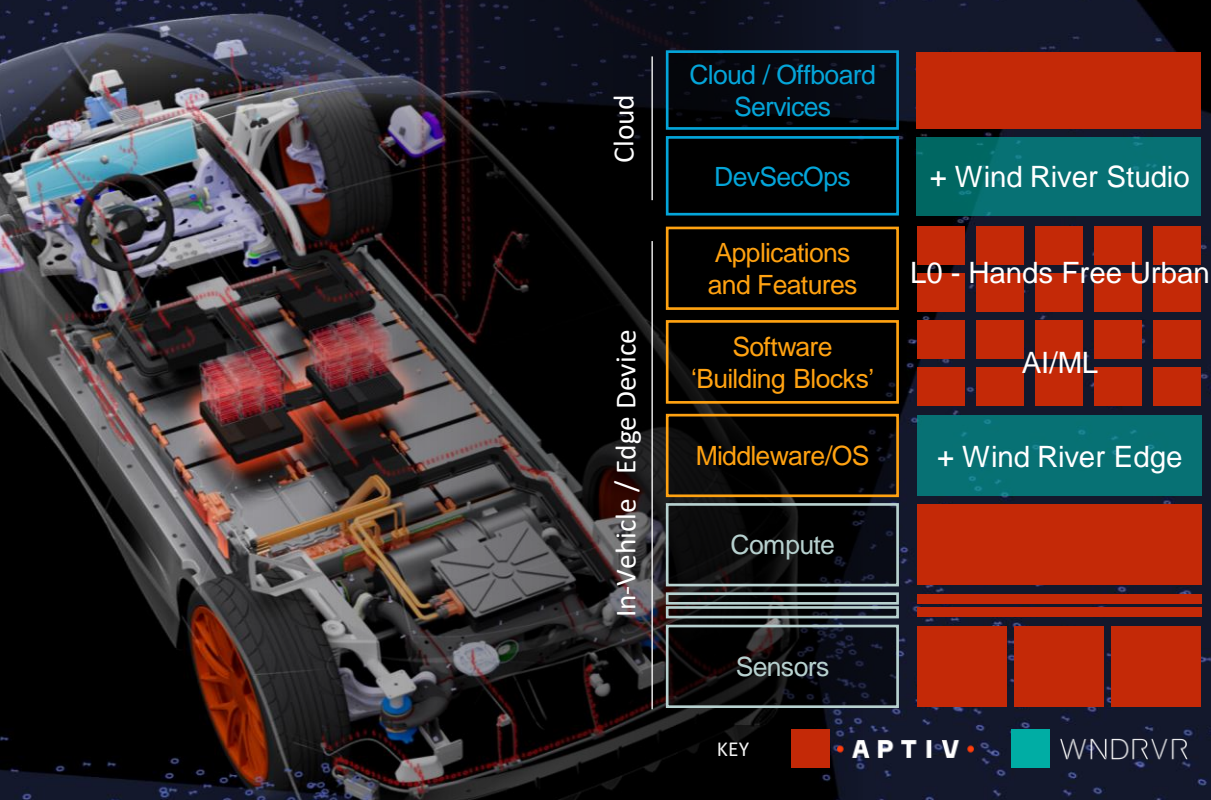 Cloud
Cloud / Offboard
Services
DevSecOps
+ Wind River Studio
In-Vehicle / Edge Device
Applications
and Features
L0 - Hands Free Urban
Software
‘Building Blocks’
AI/ML
Middleware/OS
+ Wind River Edge
Compute
Sensors
KEY
• A P T I V •
WNDRVR